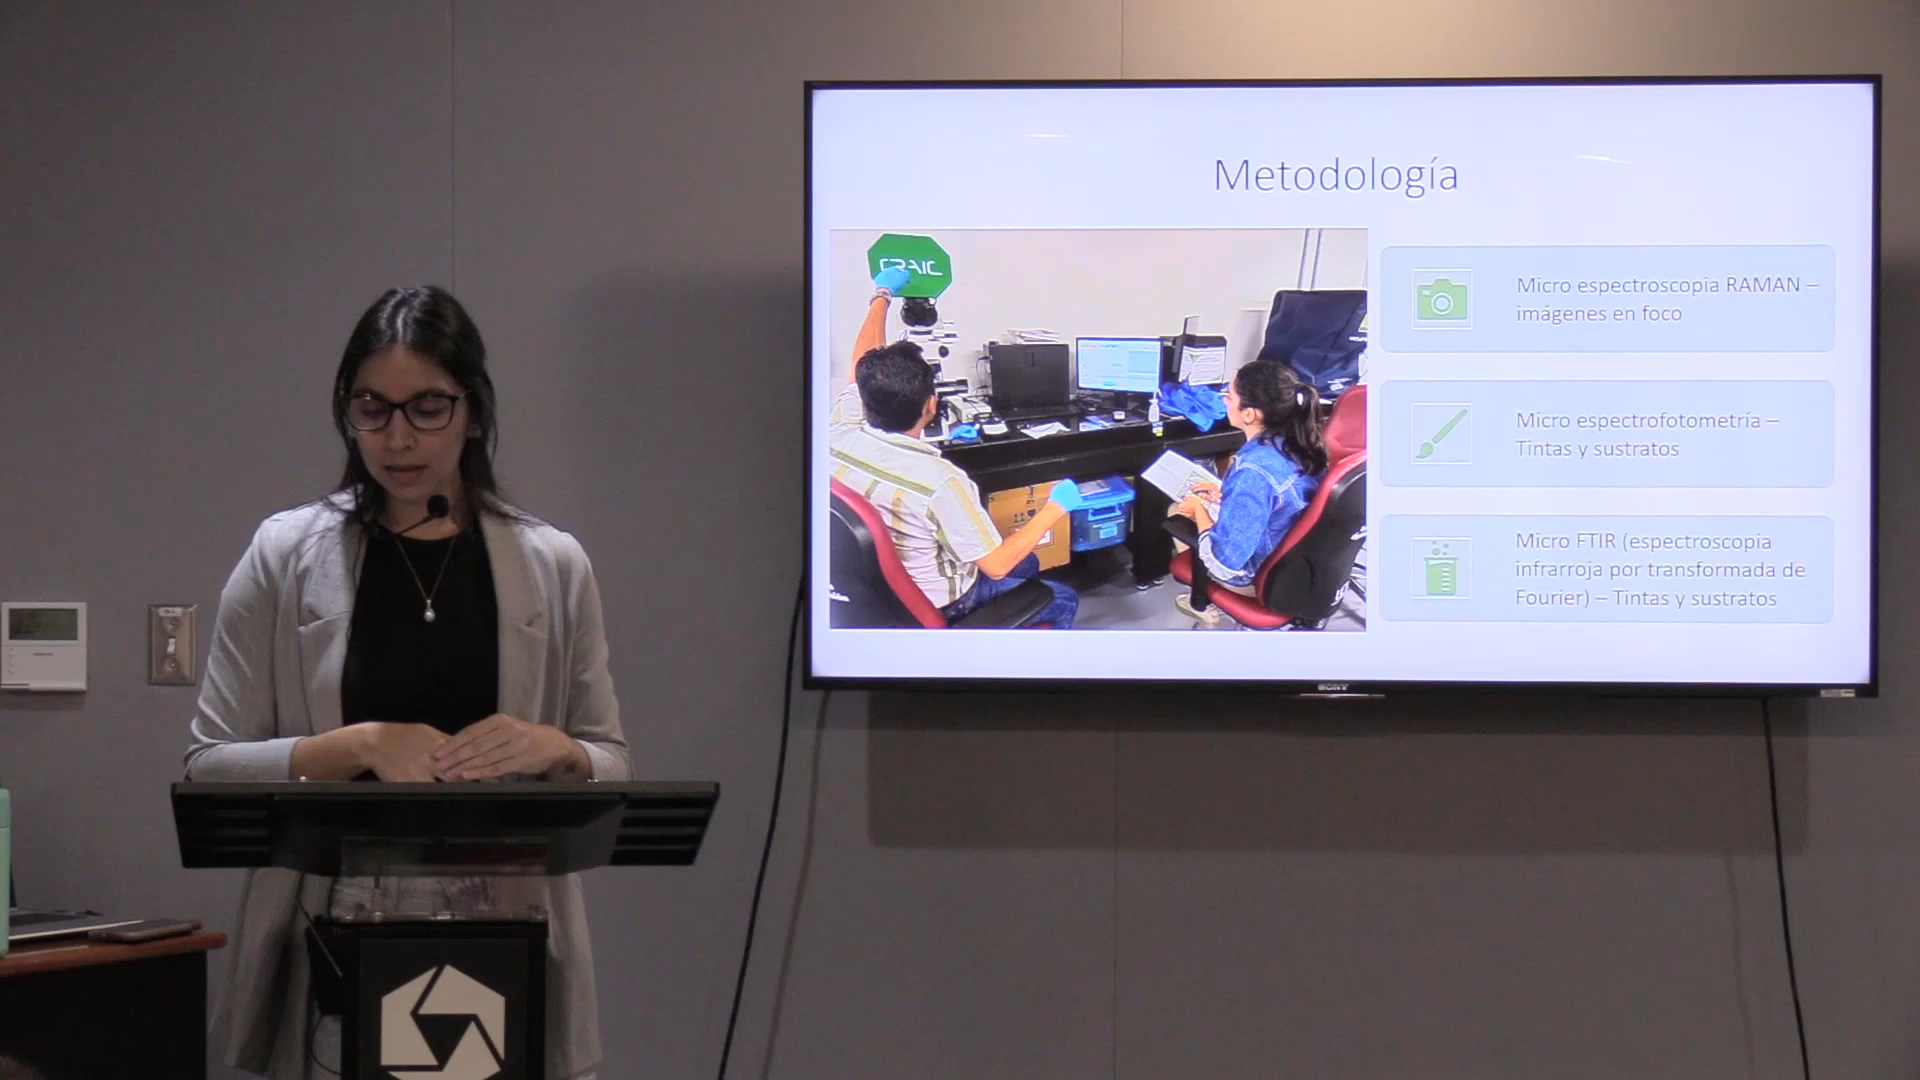 Metodología
CRAIC
Micro espectroscopia RAMAN –
imágenes en foco
Micro espectrofotometría –
Tintas y sustratos
Micro FTIR (espectroscopia
infrarroja por transformada de
Fourier) – Tintas y sustratos
SONY